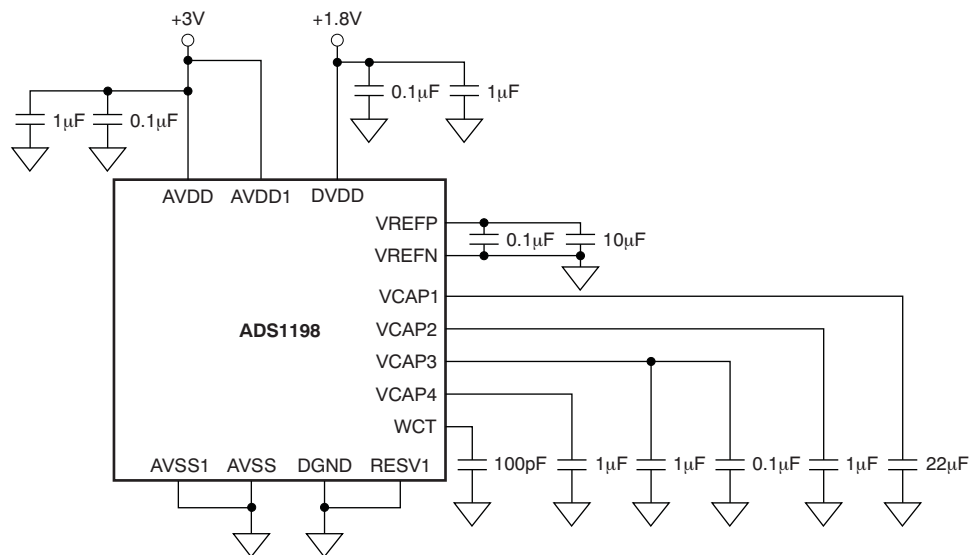 +3V
+1.8V
0.1μF
1μF
1μF
0.1μF
AVDD
AVDD1
DVDD
VREFP
0.1μF
10μF
VREFN
VCAP1
ADS1198
VCAP2
VCAP3
VCAP4
WCT
AVSS1
AVSS
DGND
RESV1
100pF
1μF
1μF
0.1μF
1μF
22μF